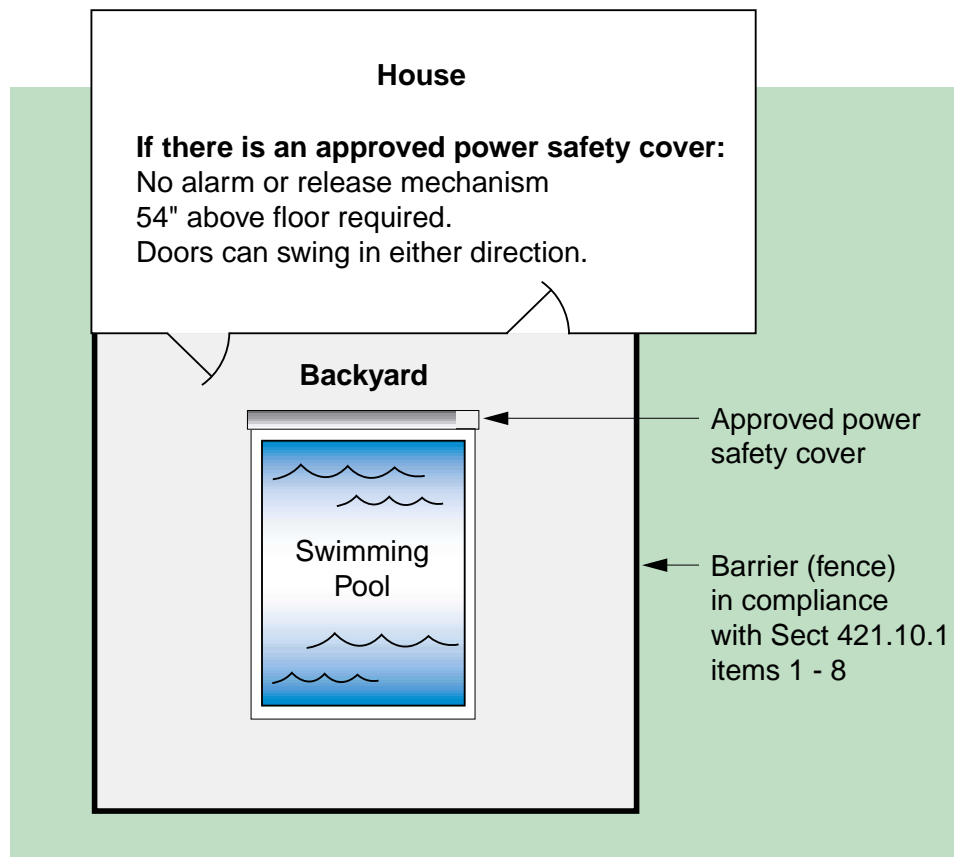 House
If there is an approved power safety cover:
No alarm or release mechanism
54" above floor required.
Doors can swing in either direction.
Backyard
Approved power
safety cover
Swimming
Pool
Barrier (fence)
in compliance
with Sect 421.10.1
items 1 - 8